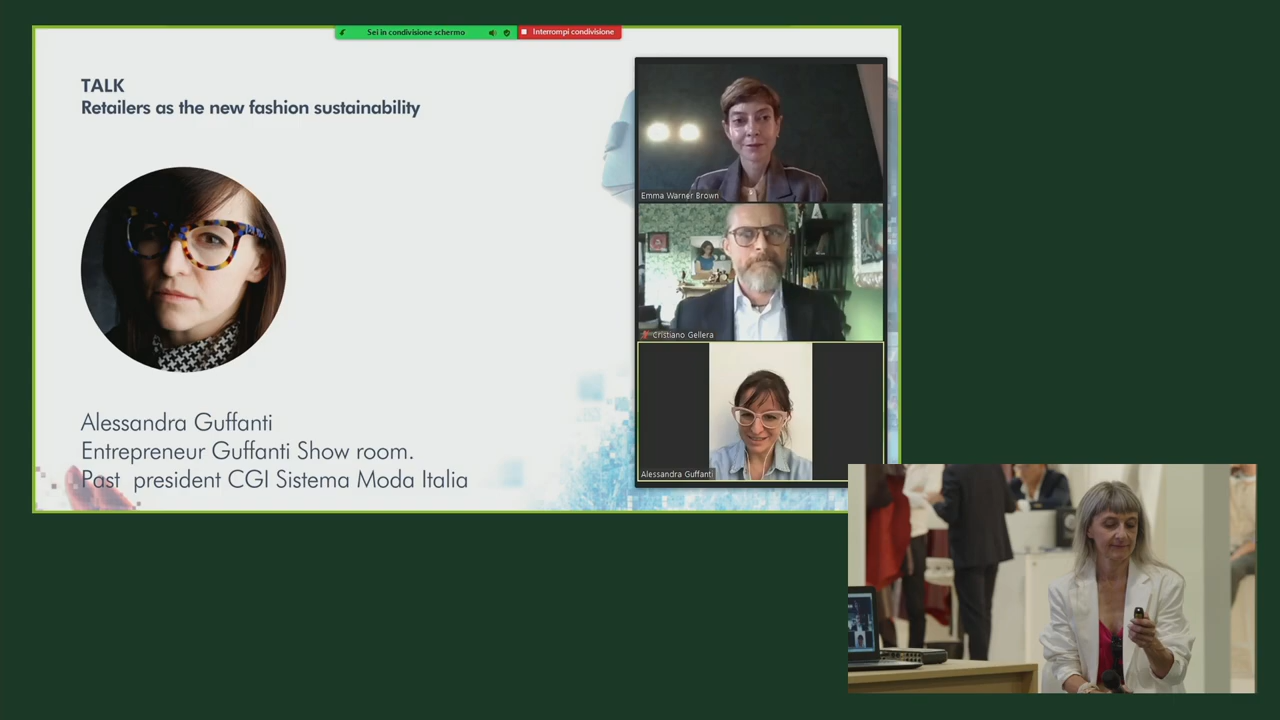 Sei in condivisione schermo
Interrompi condivisione
TALK
Retailers as the new fashion sustainability
Emma Warner Brown
Cristiano Gellera
Alessandra Guffanti
Alessandra Guffanti
Entrepreneur Guffanti Show room.
Past president CGI Sistema Moda Italia